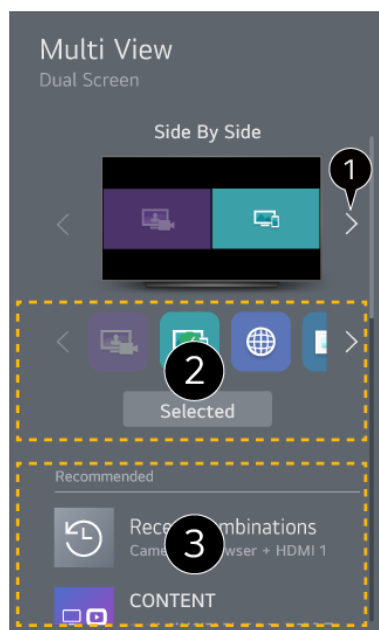 Multi View
Dual Screen
Side By Side
1
2
Selected
Recommended
3
HDMI 1
CONTENT